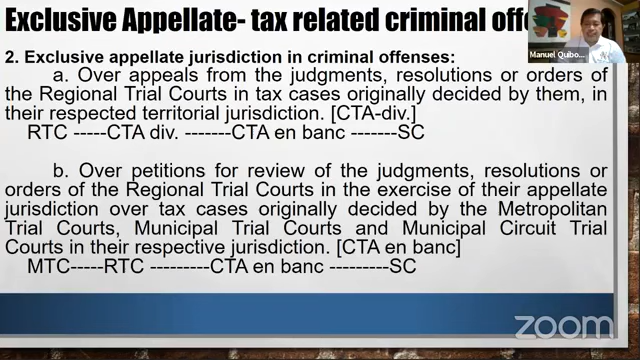 Exclusive Appellate- tax related criminal off
Manuel Quibo...
2. Exclusive appellate jurisdiction in criminal offenses:
a. Over appeals from the judgments, resolutions or orders of
the Regional Trial Courts in tax cases originally decided by them, in
their respected territorial jurisdiction. [CTA-div.]
RTC -----CTA div. -------CTA en banc -------SC
b. Over petitions for review of the judgments, resolutions or
orders of the Regional Trial Courts in the exercise of their appellate
jurisdiction over tax cases originally decided by the Metropolitan
Trial Courts, Municipal Trial Courts and Municipal Circuit Trial
Courts in their respective jurisdiction. [CTA en banc]
MTC-----RTC ---------CTA en banc ---------SC
zoom